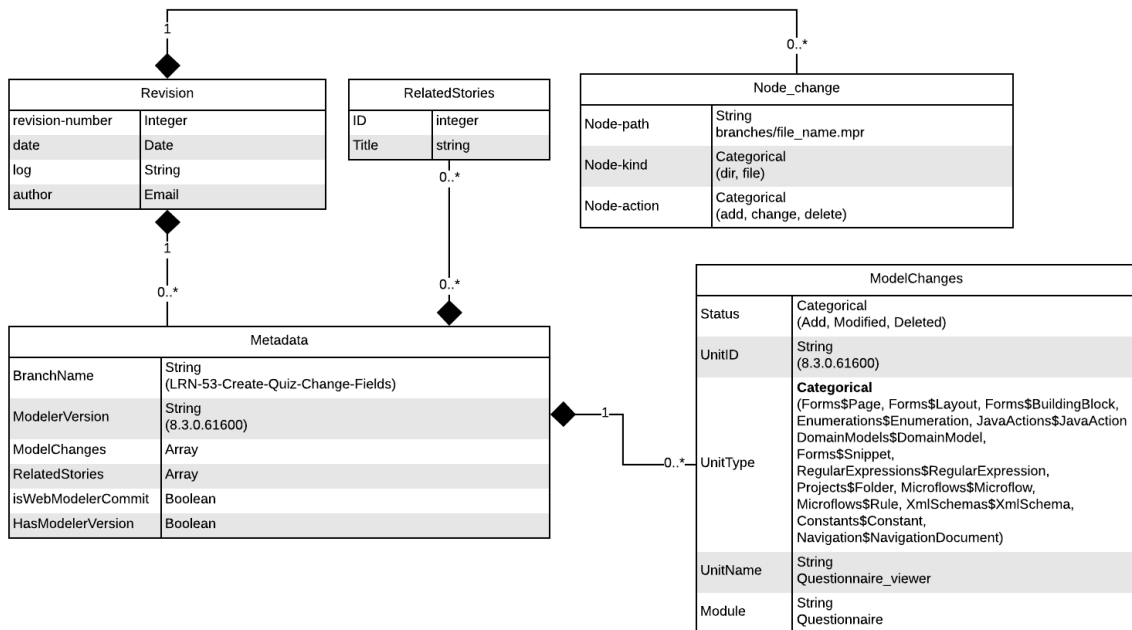 1
0..*
Revision
revision-number Integer
date Date
log String
author Email
RelatedStories
ID integer
Title string
Node_change
Node-path String
branches/file_name.mpr
Node-kind Categorical
(dir, file)
Node-action Categorical
(add, change, delete)
1
0..*
0..*
0..*
Metadata
BranchName String
(LRN-53-Create-Quiz-Change-Fields)
ModelerVersion String
(8.3.0.61600)
ModelChanges Array
RelatedStories Array
isWebModelerCommit Boolean
HasModelerVersion Boolean
1
0..*
ModelChanges
Status Categorical
(Add, Modified, Deleted)
UnitID String
(8.3.0.61600)
UnitType Categorical
(Forms$Page, Forms$Layout, Forms$BuildingBlock,
Enumerations$Enumeration, JavaActions$JavaAction
DomainModels$DomainModel,
Forms$Snippet,
RegularExpressions$RegularExpression,
Projects$Folder, Microflows$Microflow,
Microflows$Rule, XmlSchemas$XmlSchema,
Constants$Constant,
Navigation$NavigationDocument)
UnitName String
Questionnaire_viewer
Module String
Questionnaire